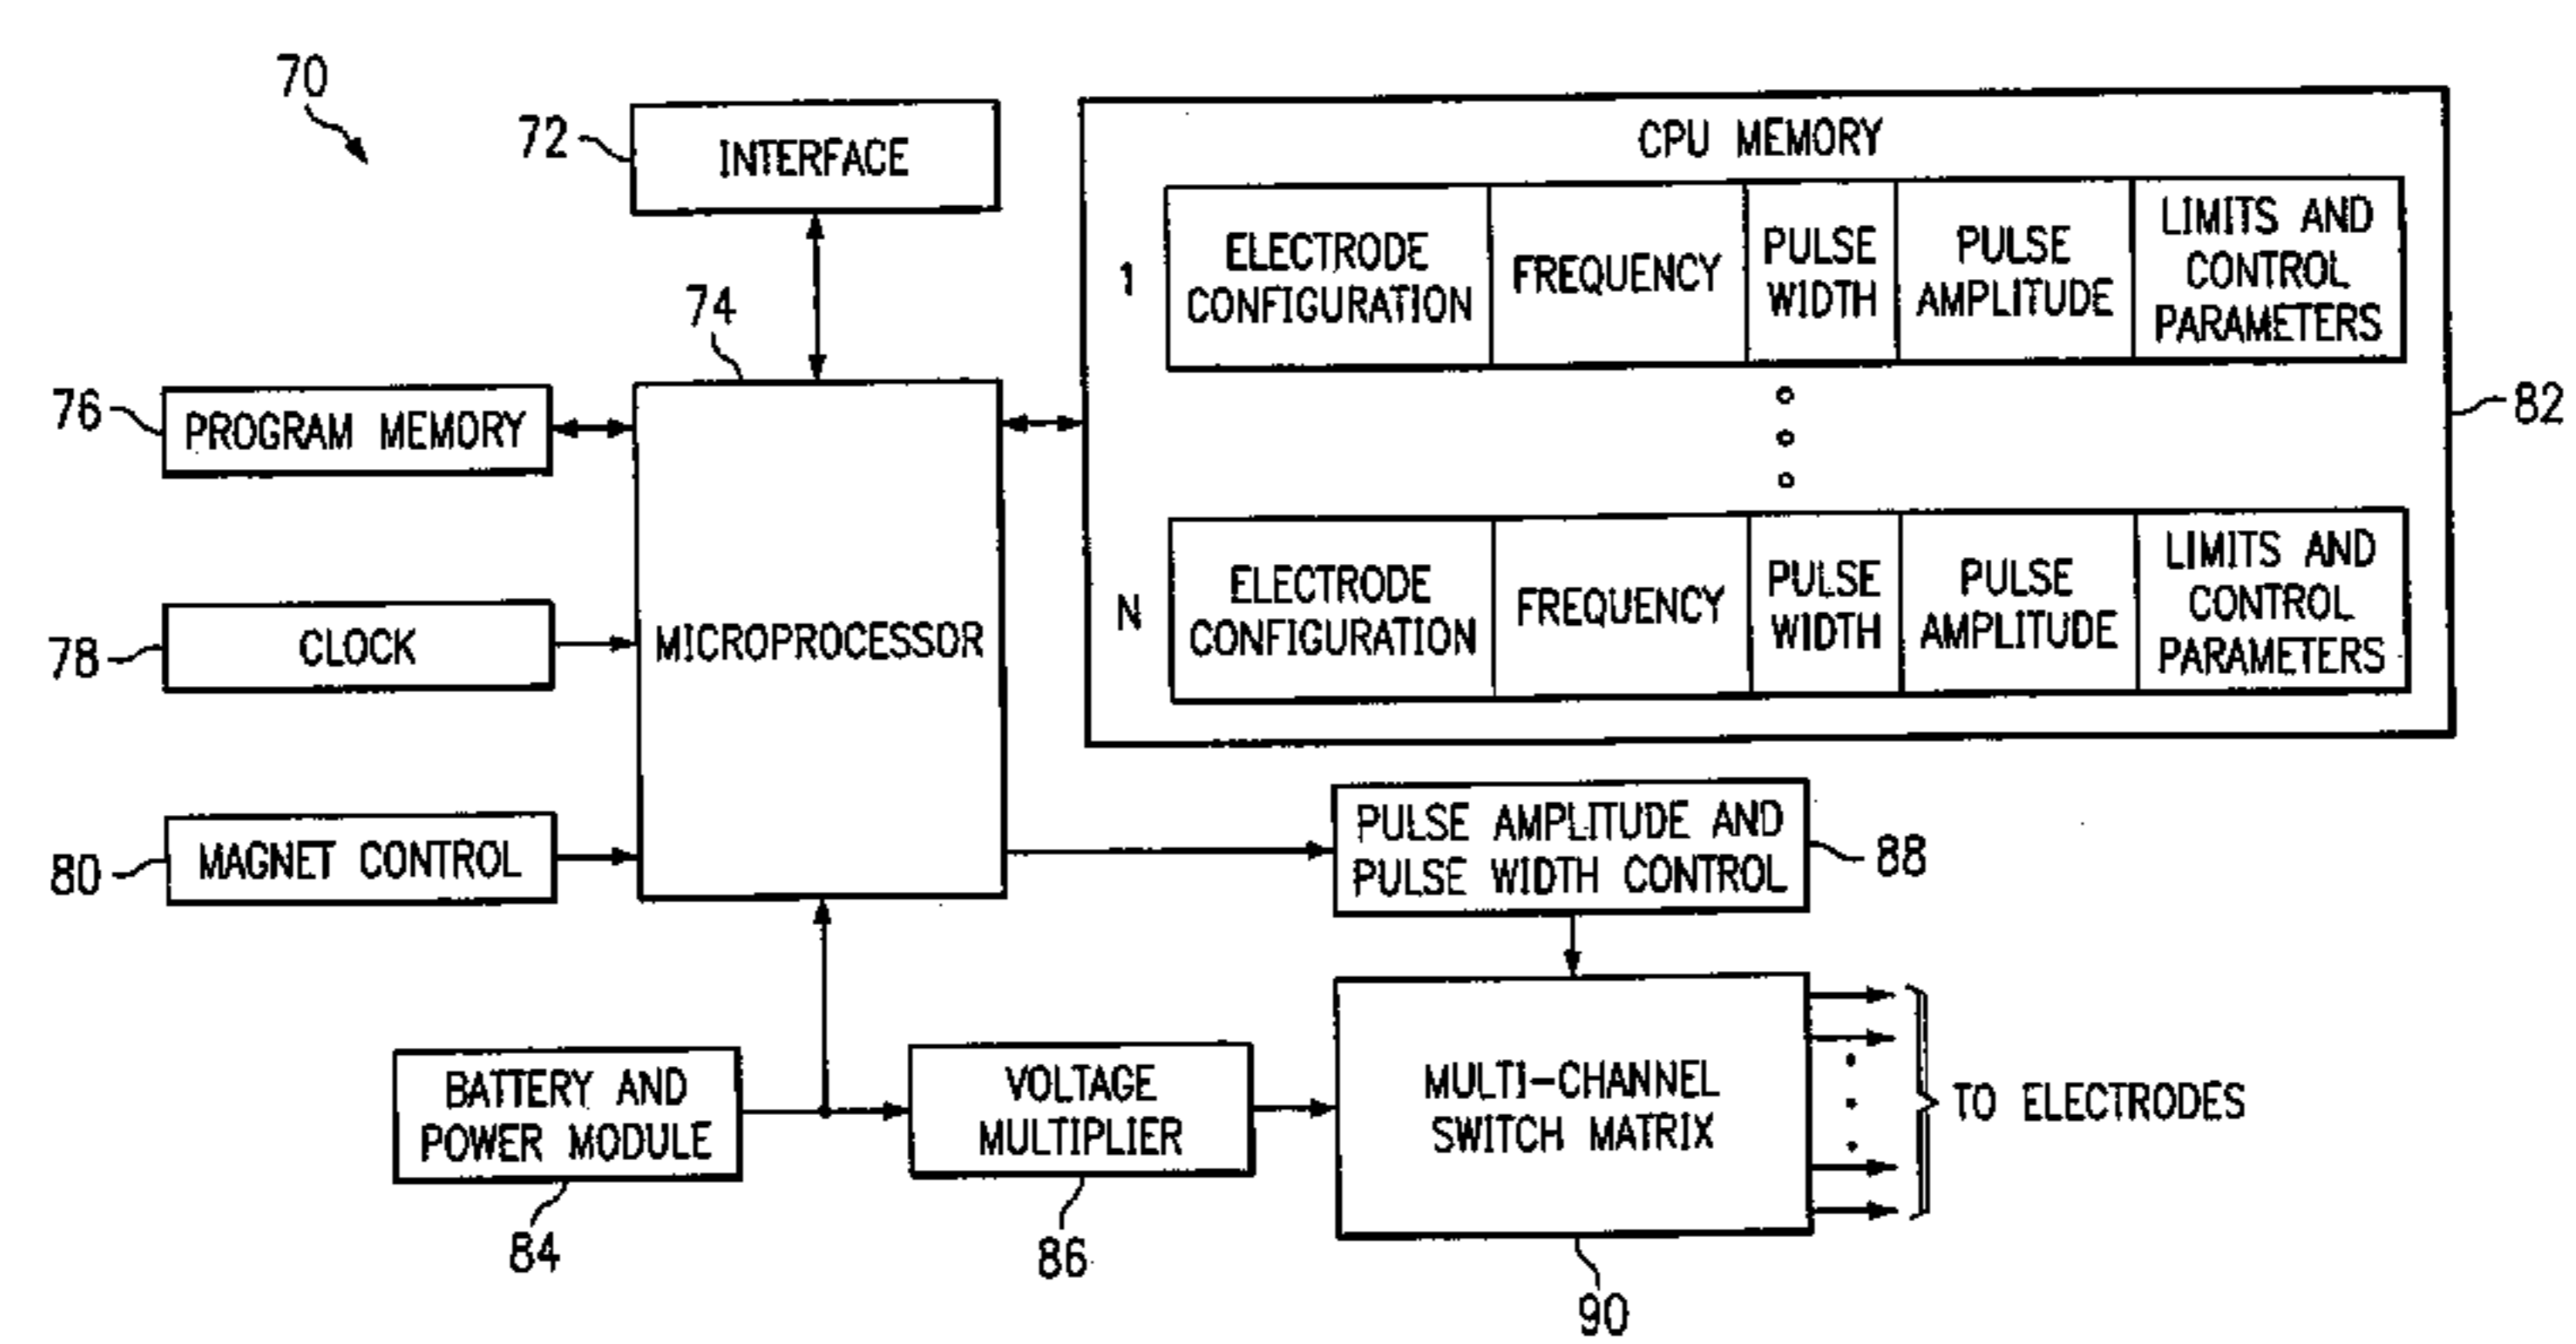 70
72
INTERFACE
74
76
PROGRAM MEMORY
78
CLOCK
MICROPROCESSOR
80
MAGNET CONTROL
CPU MEMORY
1
ELECTRODE
CONFIGURATION
FREQUENCY
PULSE
WIDTH
PULSE
AMPLITUDE
LIMITS AND
CONTROL
PARAMETERS
82
N
ELECTRODE
CONFIGURATION
FREQUENCY
PULSE
WIDTH
PULSE
AMPLITUDE
LIMITS AND
CONTROL
PARAMETERS
PULSE AMPLITUDE AND
PULSE WIDTH CONTROL
88
BATTERY AND
POWER MODULE
84
VOLTAGE
MULTIPLIER
86
MULTI-CHANNEL
SWITCH MATRIX
90
TO ELECTRODES